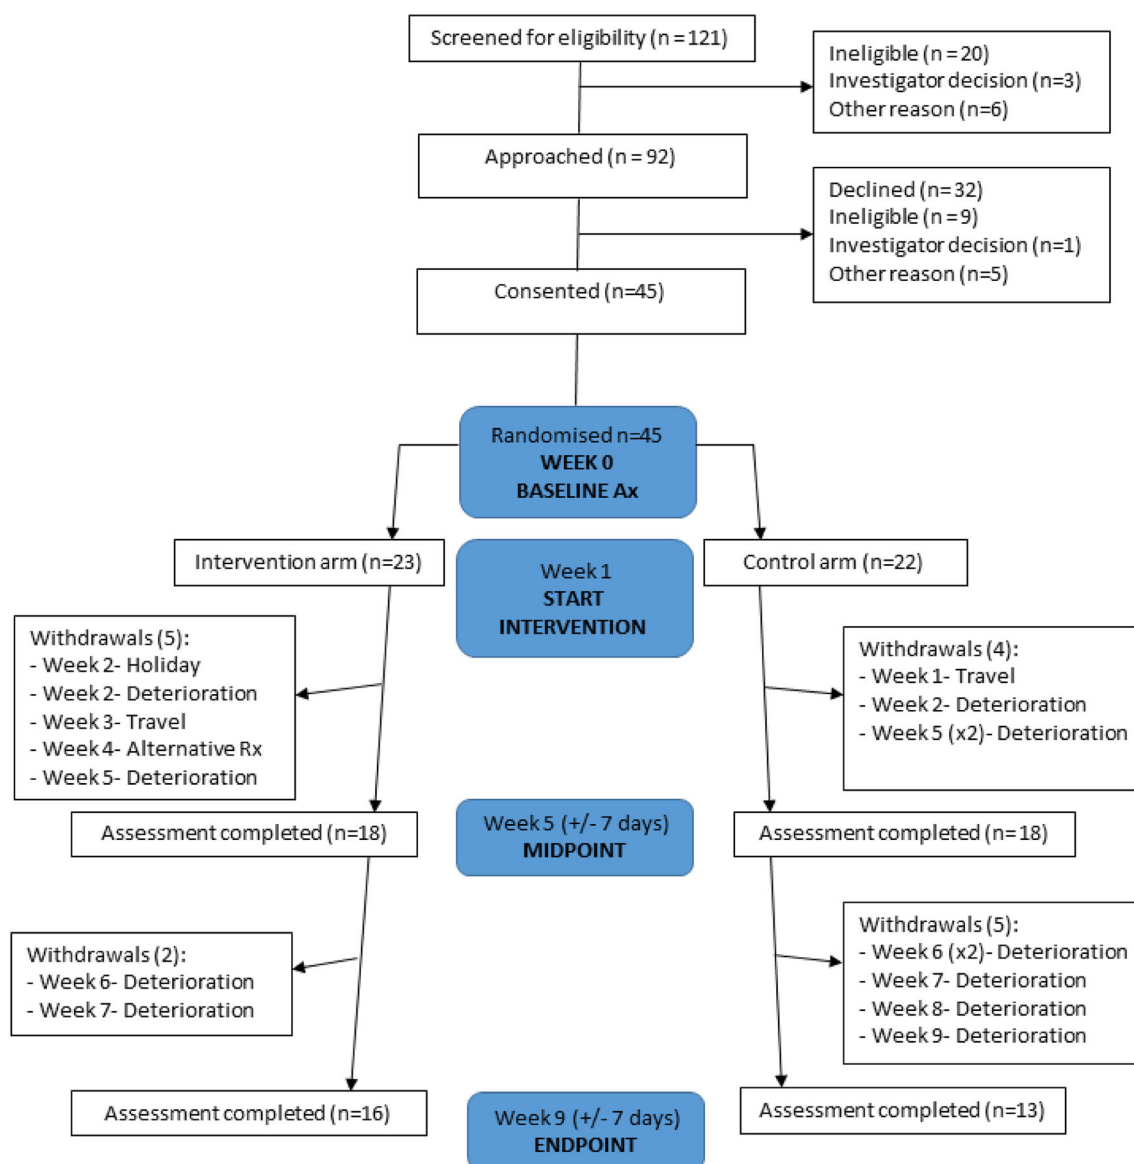 Screened for eligibility (n = 121)
Ineligible (n = 20)
Investigator decision (n=3)
Other reason (n=6)
Approached (n = 92)
Declined (n= 32)
Ineligible (n = 9)
Investigator decision (n=1)
Other reason (n=5)
Consented (n=45)
Randomised n=45
WEEK 0
BASELINE Ax
Intervention arm (n=23)
Week 1
START
INTERVENTION
Control arm (n=22)
Withdrawals (5):
- Week 2- Holiday
- Week 2- Deterioration
- Week 3- Travel
- Week 4- Alternative Rx
- Week 5- Deterioration
Withdrawals (4):
- Week 1- Travel
- Week 2- Deterioration
- Week 5 (x2)- Deterioration
Assessment completed (n=18)
Week 5 (+/- 7 days)
MIDPOINT
Assessment completed (n= 18)
Withdrawals (2):
- Week 6- Deterioration
- Week 7- Deterioration
Withdrawals (5):
- Week 6 (x2)- Deterioration
- Week 7- Deterioration
- Week 8- Deterioration
- Week 9- Deterioration
Assessment completed (n=16)
Week 9 (+/- 7 days)
ENDPOINT
Assessment completed (n=13)